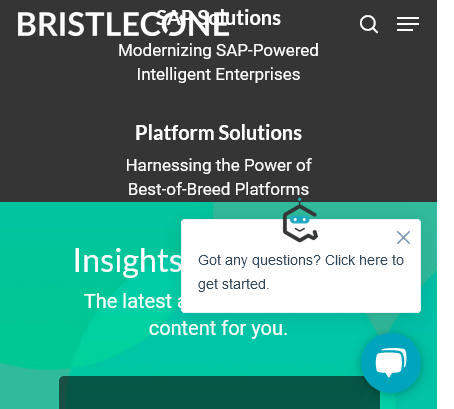 BRISTLECONE
SAP Solutions
Modernizing SAP-Powered
Intelligent Enterprises
Platform Solutions
Harnessing the Power of
Best-of-Breed Platforms
Insights
The latest
content for you.
Got any questions? Click here to
get started.